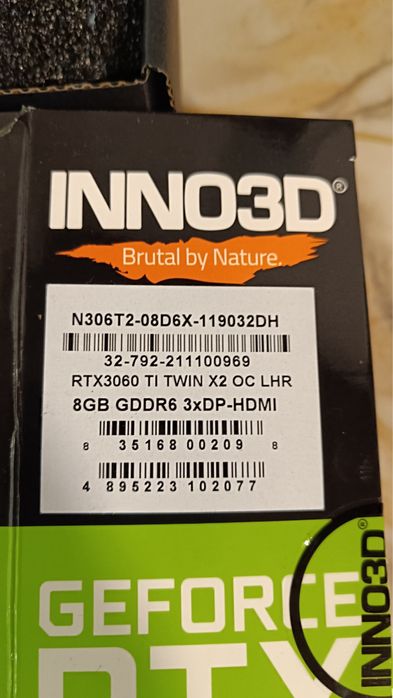 INNO3D®
Brutal by Nature.
N306T2-08D6X-119032DH
32-792-211100969
RTX3060 TI TWIN X2 OC LHR
8GB GDDR6 3xDP-HDMI
8 35168 00209 8
4 895223 102077
GEFORCE
RTX
INNO3D®